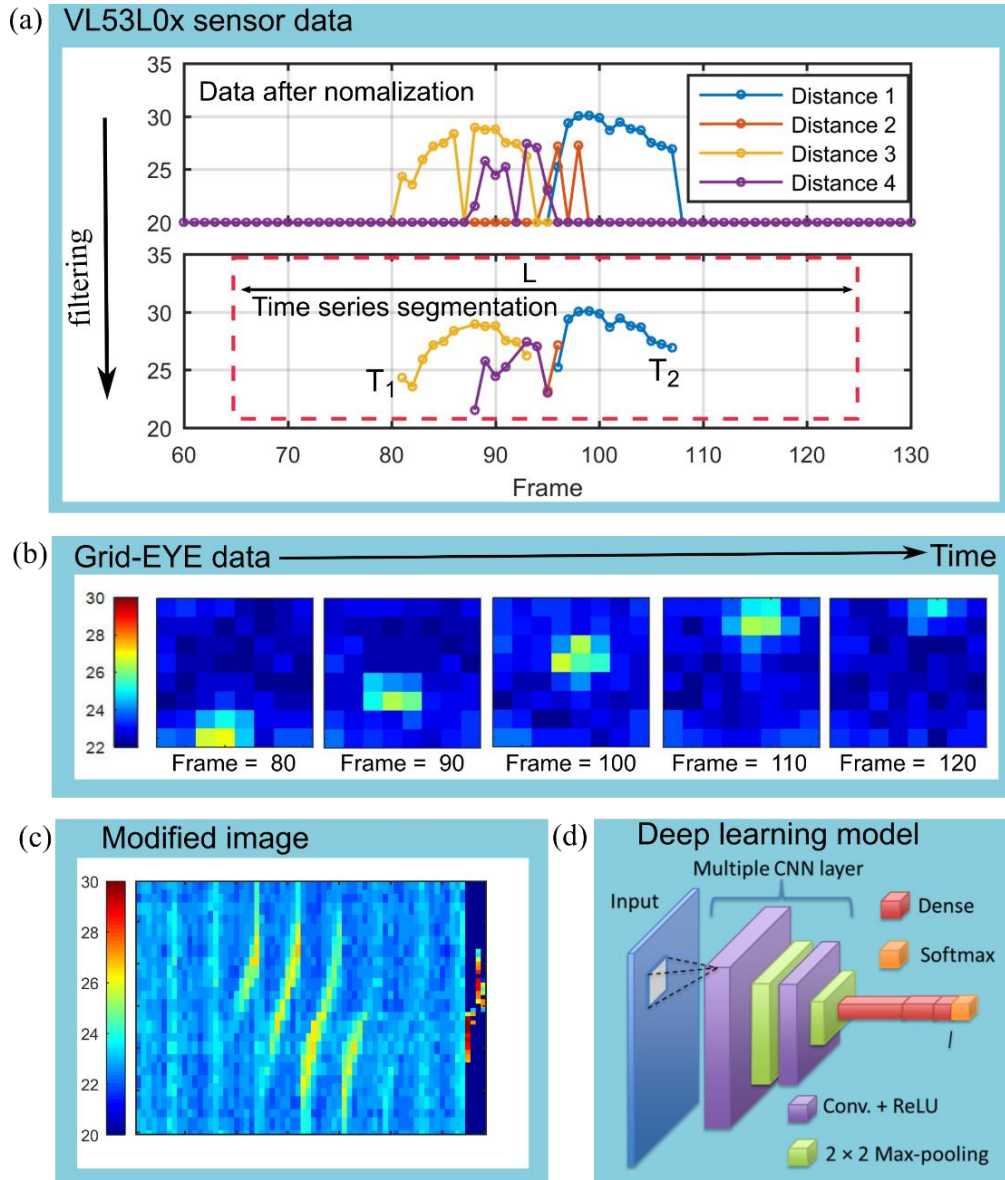 (a)
VL53L0x sensor data
35
30
25
20
Data after nomalization
Distance 1
Distance 2
Distance 3
Distance 4
filtering
35
30
25
20
L
Time series segmentation
T1
T2
60 70 80 90 100 110 120 130
Frame
(b)
Grid-EYE data Time
30
28
26
24
22
Frame = 80 Frame = 90 Frame = 100 Frame = 110 Frame = 120
(c)
Modified image
30
28
26
24
22
20
(d)
Deep learning model
Multiple CNN layer
Input
Dense
Softmax
l
Conv. + ReLU
2 × 2 Max-pooling